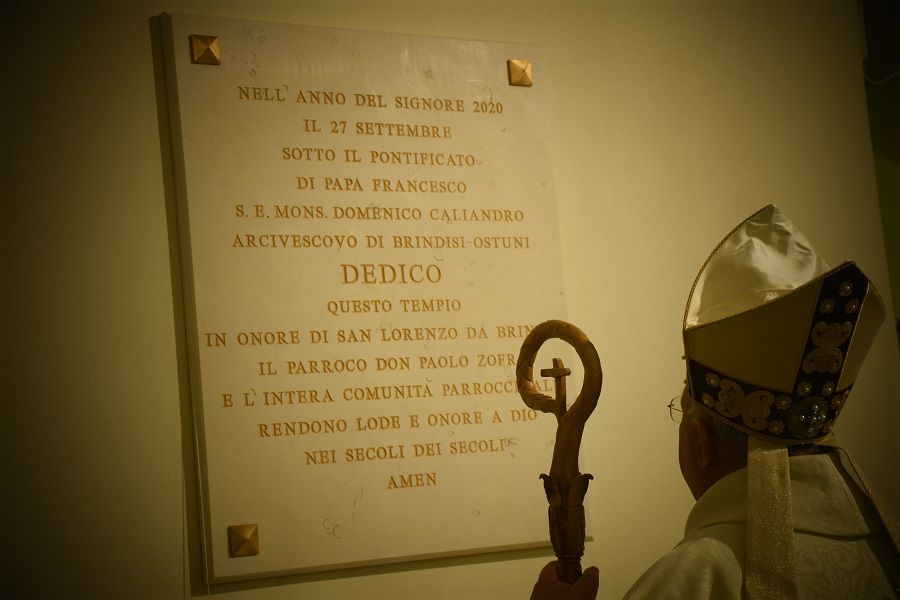 NELL' ANNO DEL SIGNORE 2020
IL 27 SETTEMBRE
SOTTO IL PONTIFICATO
DI PAPA FRANCESCO
S. E. MONS. DOMENICO CALIANDRO
ARCIVESCOVO DI BRINDISI-OSTUNI
DEDICÒ
QUESTO TEMPIO
IN ONORE DI SAN LORENZO DA
IL PARROCO DON PAOLO
E L'INTERA COMUNITÀ
RENDONO LODE E ONORE A DIO
NEI SECOLI DEI SECOLI
AMEN